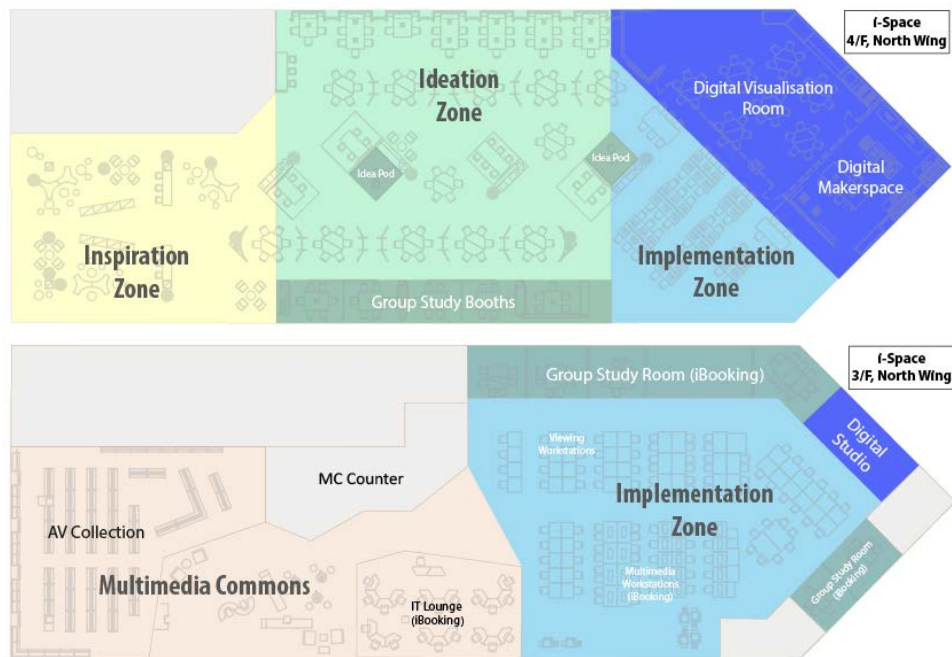 i-Space
4/F, North Wing
Ideation
Zone
Digital Visualisation
Room
Idea Pod
Idea Pod
Digital
Makerspace
Inspiration
Zone
Implementation
Zone
Group Study Booths
i-Space
3/F, North Wing
Group Study Room (iBooking)
Digital
Studio
Viewing
Workstations
MC Counter
Implementation
Zone
AV Collection
Multimedia Commons
Multimedia
Workstations
(iBooking)
Group Study Room
(iBooking)
IT Lounge
(iBooking)